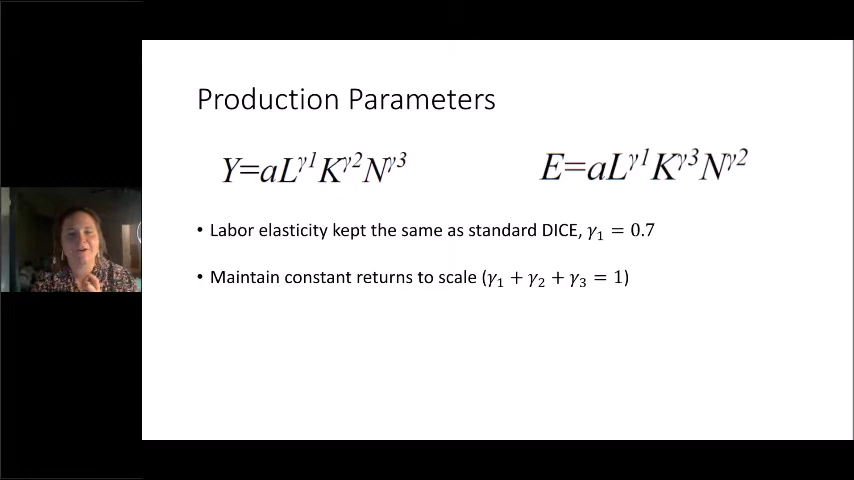 Production Parameters
Y=aL^γ1K^γ2N^γ3
E=aL^γ1K^γ3N^γ2
• Labor elasticity kept the same as standard DICE, γ₁ = 0.7
• Maintain constant returns to scale (γ₁ + γ₂ + γ₃ = 1)